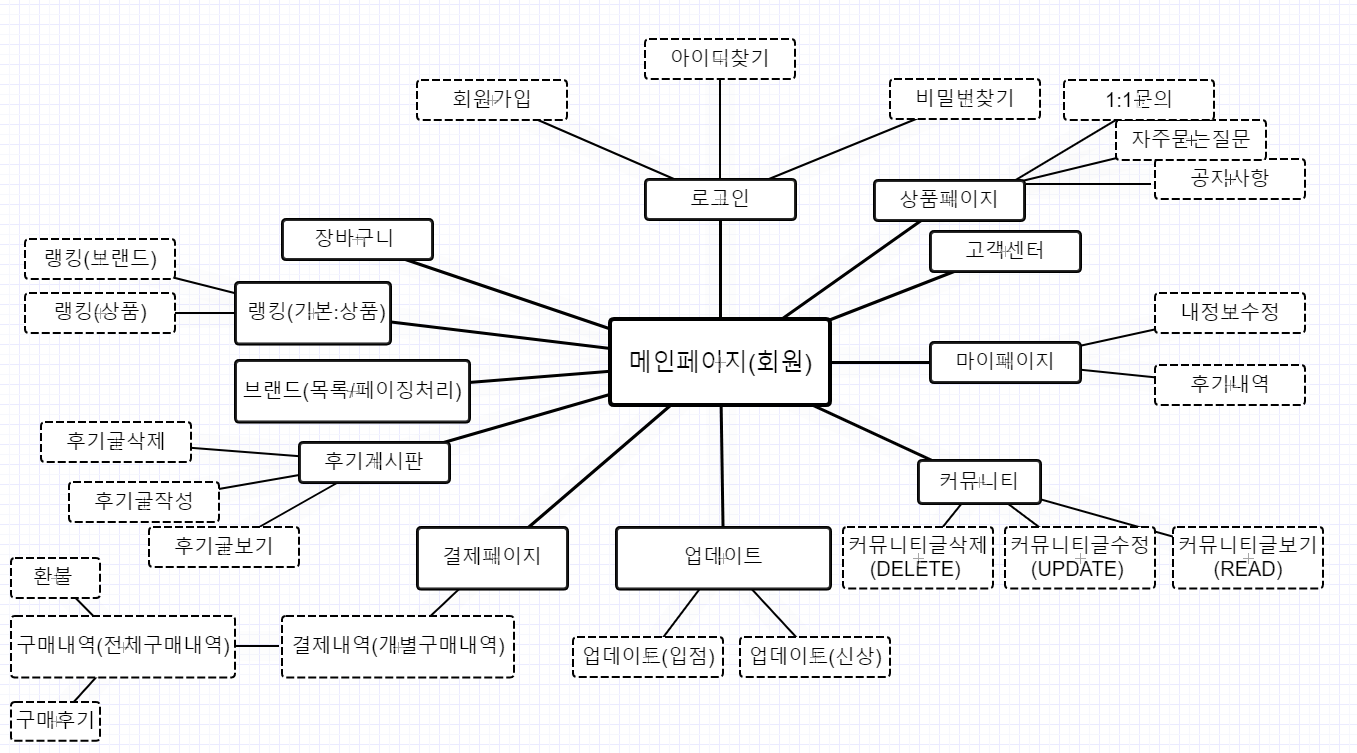 아이디찾기
회원가입
비밀번찾기
1:1문의
자주묻는질문
공지사항
로그인
상품페이지
장바구니
고객센터
랭킹(브랜드)
랭킹(상품)
랭킹(기본:상품)
내정보수정
메인페이지(회원)
마이페이지
브랜드(목록/페이징처리)
후기내역
후기글삭제
후기게시판
커뮤니티
후기글작성
후기글보기
결제페이지
업데이트
커뮤니티글삭제
(DELETE)
커뮤니티글수정
(UPDATE)
커뮤니티글보기
(READ)
환불
구매내역(전체구매내역)
결제내역(개별구매내역)
업데이트(입점)
업데이트(신상)
구매후기